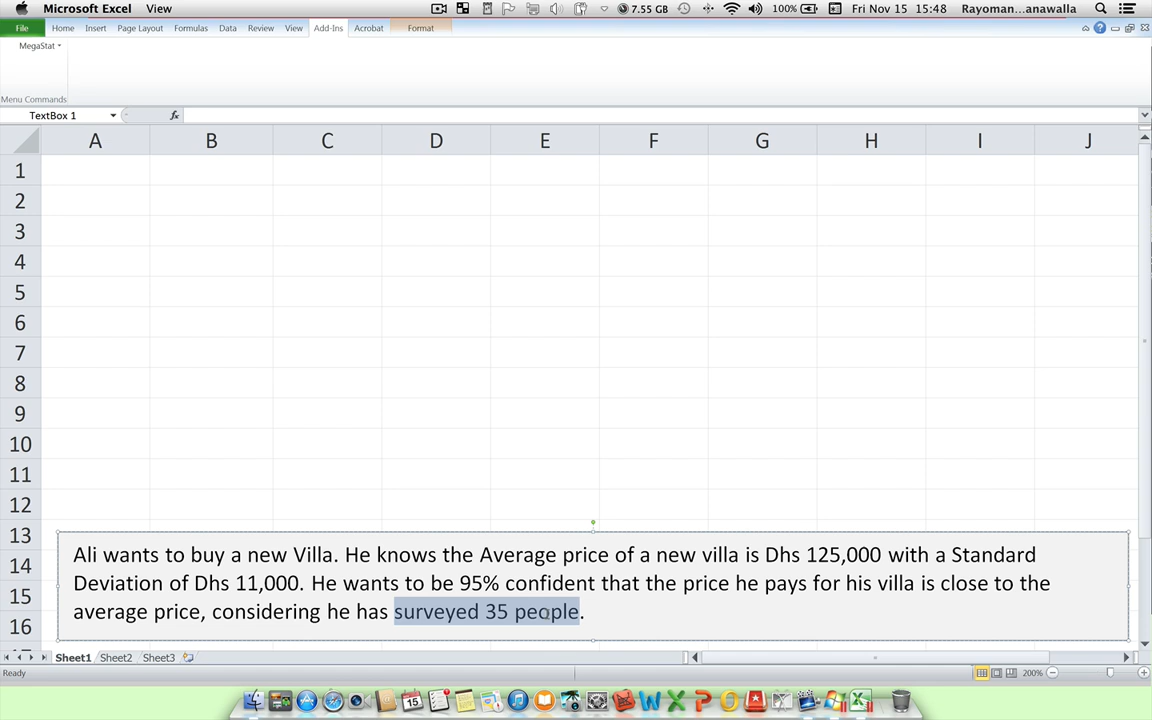 Microsoft Excel View 7.55 GB 100% Fri Nov 15 15:48 Rayoman...anawalla
File Home Insert Page Layout Formulas Data Review View Add-Ins Acrobat Format
MegaStat
Menu Commands
TextBox 1 fx
A B C D E F G H I J
1
2
3
4
5
6
7
8
9
10
11
12
13
14
15
16
Ali wants to buy a new Villa. He knows the Average price of a new villa is Dhs 125,000 with a Standard
Deviation of Dhs 11,000. He wants to be 95% confident that the price he pays for his villa is close to the
average price, considering he has surveyed 35 people.
Sheet1 Sheet2 Sheet3
Ready 200%